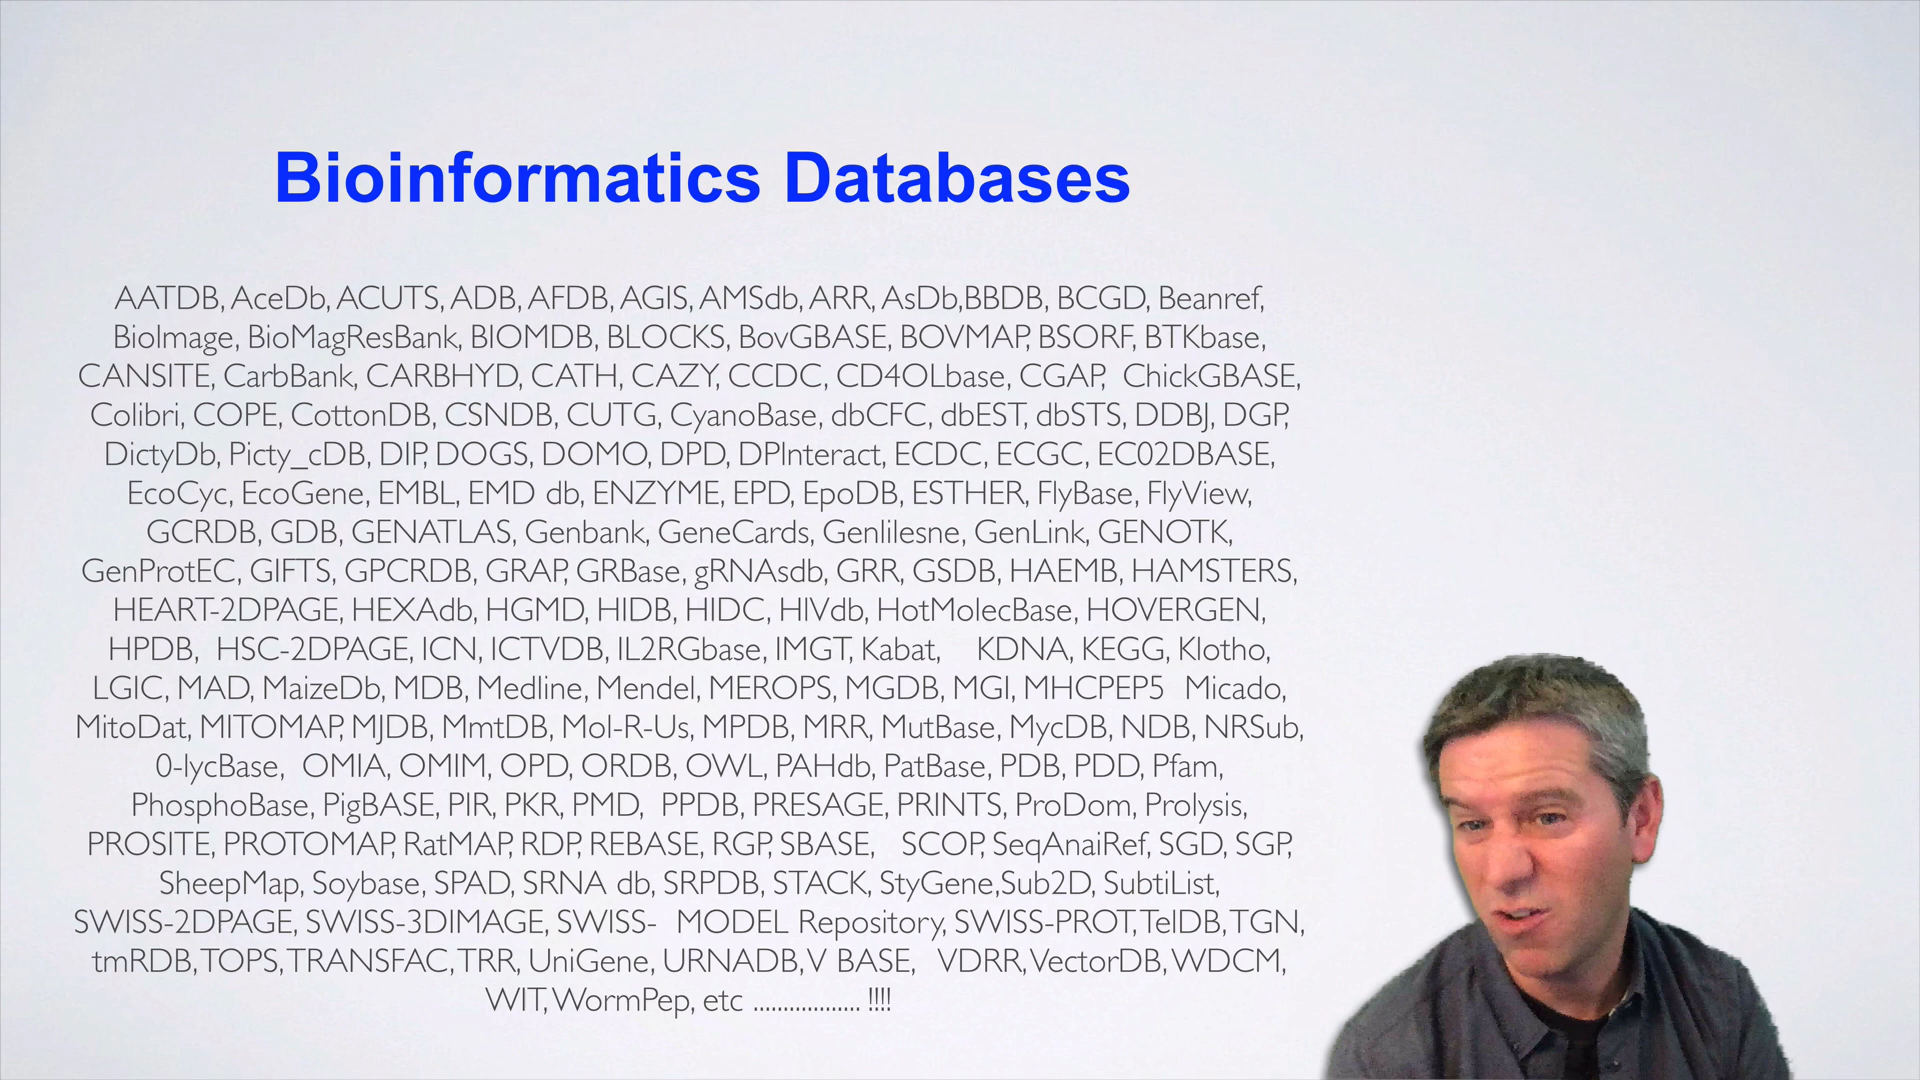 Bioinformatics Databases
AATDB, AceDb, ACUTS, ADB, AFDB, AGIS, AMSdb, ARR, AsDb,BBDB, BCGD, Beanref,
BioImage, BioMagResBank, BIOMDB, BLOCKS, BovGBASE, BOVMAP, BSORF, BTKbase,
CANSITE, CarbBank, CARBHYD, CATH, CAZY, CCDC, CD4OLbase, CGAP, ChickGBASE,
Colibri, COPE, CottonDB, CSNDB, CUTG, CyanoBase, dbCFC, dbEST, dbSTS, DDBJ, DGP,
DictyDb, Picty_cDB, DIP, DOGS, DOMO, DPD, DPInteract, ECDC, ECGC, EC02DBASE,
EcoCyc, EcoGene, EMBL, EMD db, ENZYME, EPD, EpoDB, ESTHER, FlyBase, FlyView,
GCRDB, GDB, GENATLAS, Genbank, GeneCards, Genlilesne, GenLink, GENOTK,
GenProtEC, GIFTS, GPCRDB, GRAP, GRBase, gRNAsdb, GRR, GSDB, HAEMB, HAMSTERS,
HEART-2DPAGE, HEXAdb, HGMD, HIDB, HIDC, HIVdb, HotMolecBase, HOVERGEN,
HPDB, HSC-2DPAGE, ICN, ICTVDB, IL2RGbase, IMGT, Kabat, KDNA, KEGG, Klotho,
LGIC, MAD, MaizeDb, MDB, Medline, Mendel, MEROPS, MGDB, MGI, MHCPEP5 Micado,
MitoDat, MITOMAP, MJDB, MmtDB, Mol-R-Us, MPDB, MRR, MutBase, MycDB, NDB, NRSub,
0-lycBase, OMIA, OMIM, OPD, ORDB, OWL, PAHdb, PatBase, PDB, PDD, Pfam,
PhosphoBase, PigBASE, PIR, PKR, PMD, PPDB, PRESAGE, PRINTS, ProDom, Prolysis,
PROSITE, PROTOMAP, RatMAP, RDP, REBASE, RGP, SBASE, SCOP, SeqAnaiRef, SGD, SGP,
SheepMap, Soybase, SPAD, SRNA db, SRPDB, STACK, StyGene,Sub2D, SubtiList,
SWISS-2DPAGE, SWISS-3DIMAGE, SWISS- MODEL Repository, SWISS-PROT, TelDB, TGN,
tmRDB, TOPS, TRANSFAC, TRR, UniGene, URNADB, V BASE, VDRR, VectorDB, WDCM,
WIT, WormPep, etc .................. !!!!